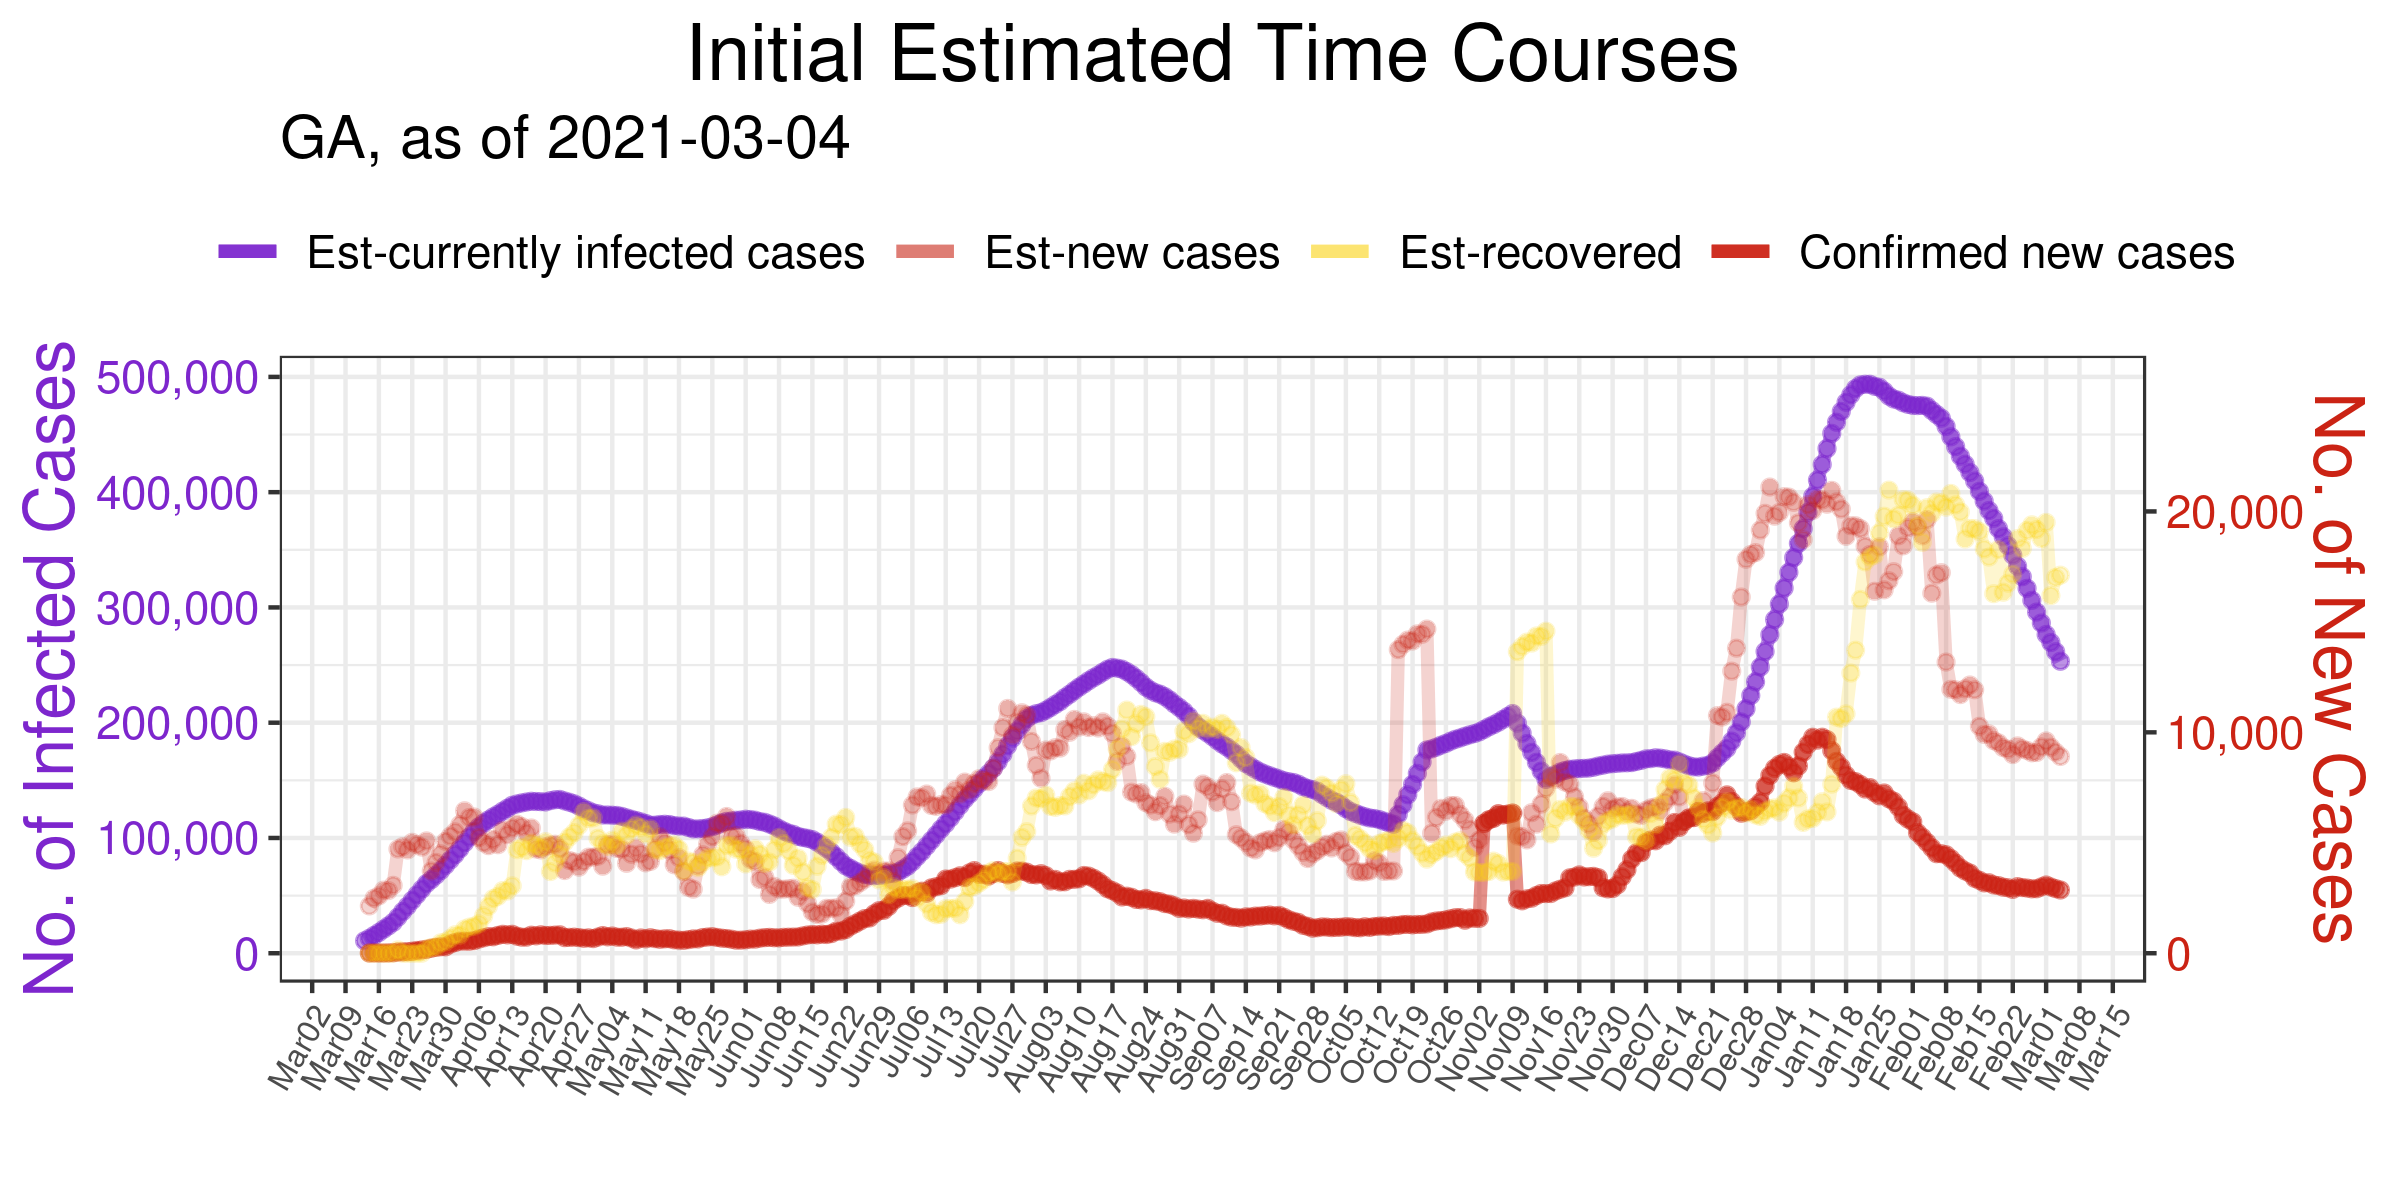 Initial Estimated Time Courses
GA, as of 2021-03-04
Est-currently infected cases Est-new cases Est-recovered Confirmed new cases
No. of Infected Cases
500,000
400,000
300,000
200,000
100,000
0
No. of New Cases
20,000
10,000
0
Mar02 Mar09 Mar16 Mar23 Mar30 Apr06 Apr13 Apr20 Apr27 May04 May11 May18 May25 Jun01 Jun08 Jun15 Jun22 Jun29 Jul06 Jul13 Jul20 Jul27 Aug03 Aug10 Aug17 Aug24 Aug31 Sep07 Sep14 Sep21 Sep28 Oct05 Oct12 Oct19 Oct26 Nov02 Nov09 Nov16 Nov23 Nov30 Dec07 Dec14 Dec21 Dec28 Jan04 Jan11 Jan18 Jan25 Feb01 Feb08 Feb15 Feb22 Mar01 Mar08 Mar15